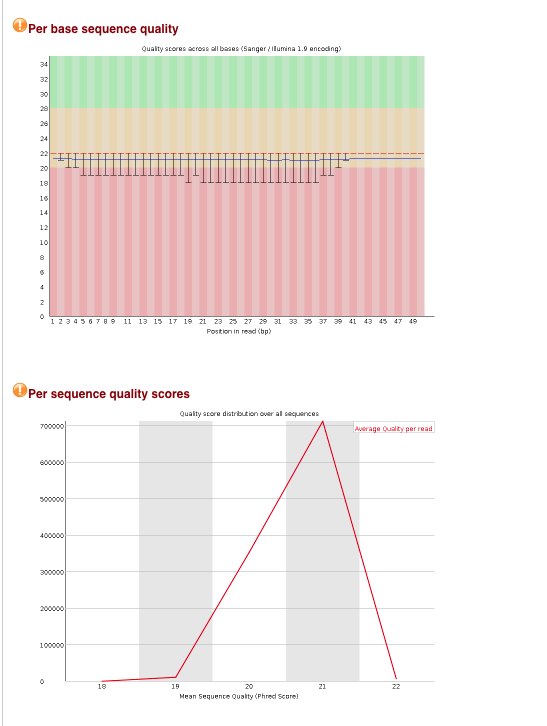 Per base sequence quality
Quality scores across all bases (Sanger / Illumina 1.9 encoding)
34
32
30
28
26
24
22
20
18
16
14
12
10
8
6
4
2
0
1 2 3 4 5 6 7 8 9 11 13 15 17 19 21 23 25 27 29 31 33 35 37 39 41 43 45 47 49
Position in read (bp)
Per sequence quality scores
Quality score distribution over all sequences
Average Quality per read
700000
600000
500000
400000
300000
200000
100000
0
18 19 20 21 22
Mean Sequence Quality (Phred Score)